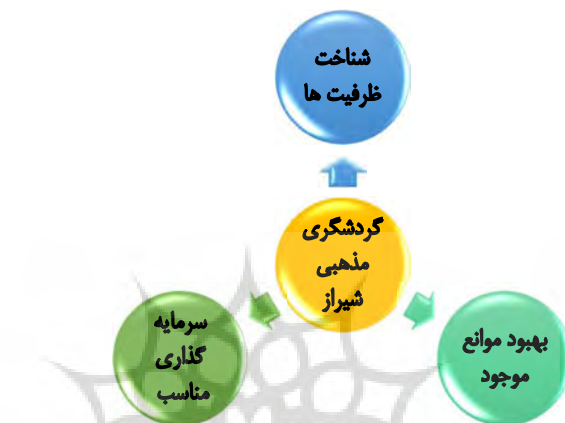 شناخت
ظرفیت ها
گردشگری
مذهبی
شیراز
بهبود موانع
موجود
سرمایه
گذاری
مناسب